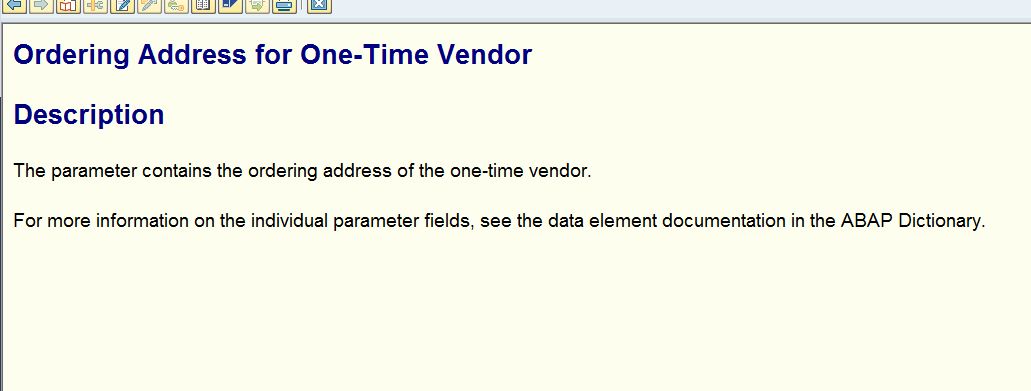 Ordering Address for One-Time Vendor
Description
The parameter contains the ordering address of the one-time vendor.
For more information on the individual parameter fields, see the data element documentation in the ABAP Dictionary.